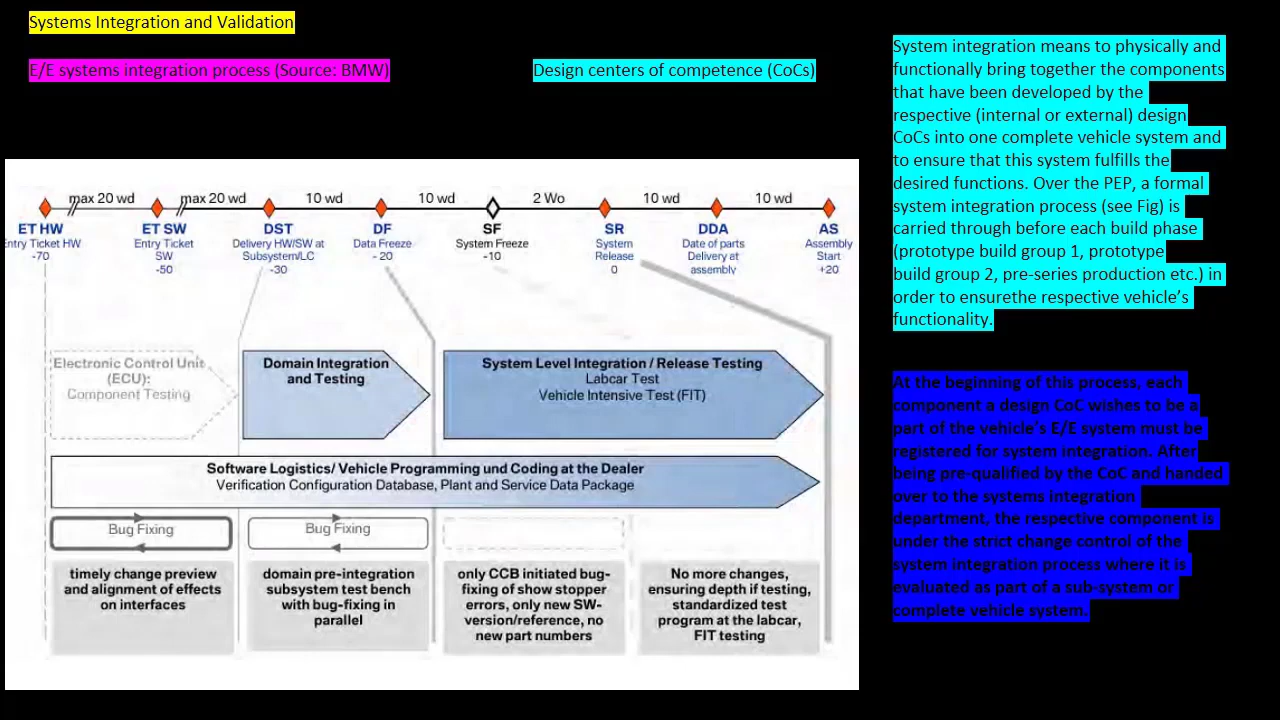 Systems Integration and Validation
E/E systems integration process (Source: BMW)
Design centers of competence (CoCs)
max 20 wd
max 20 wd
10 wd
10 wd
2 Wo
10 wd
10 wd
ET HW
Entry Ticket HW
-70
ET SW
Entry Ticket
SW
-50
DST
Delivery HW/SW at
Subsystem/LC
-30
DF
Data Freeze
- 20
SF
System Freeze
-10
SR
System
Release
0
DDA
Date of parts
Delivery at
assembly
AS
Assembly
Start
+20
Electronic Control Unit
(ECU):
Component Testing
Domain Integration
and Testing
System Level Integration / Release Testing
Labcar Test
Vehicle Intensive Test (FIT)
Software Logistics/ Vehicle Programming und Coding at the Dealer
Verification Configuration Database, Plant and Service Data Package
Bug Fixing
Bug Fixing
timely change preview
and alignment of effects
on interfaces
domain pre-integration
subsystem test bench
with bug-fixing in
parallel
only CCB initiated bug-
fixing of show stopper
errors, only new SW-
version/reference, no
new part numbers
No more changes,
ensuring depth if testing,
standardized test
program at the labcar,
FIT testing
System integration means to physically and
functionally bring together the components
that have been developed by the
respective (internal or external) design
CoCs into one complete vehicle system and
to ensure that this system fulfills the
desired functions. Over the PEP, a formal
system integration process (see Fig) is
carried through before each build phase
(prototype build group 1, prototype
build group 2, pre-series production etc.) in
order to ensurethe respective vehicle's
functionality.
At the beginning of this process, each
component a design CoC wishes to be a
part of the vehicle's E/E system must be
registered for system integration. After
being pre-qualified by the CoC and handed
over to the systems integration
department, the respective component is
under the strict change control of the
system integration process where it is
evaluated as part of a sub-system or
complete vehicle system.